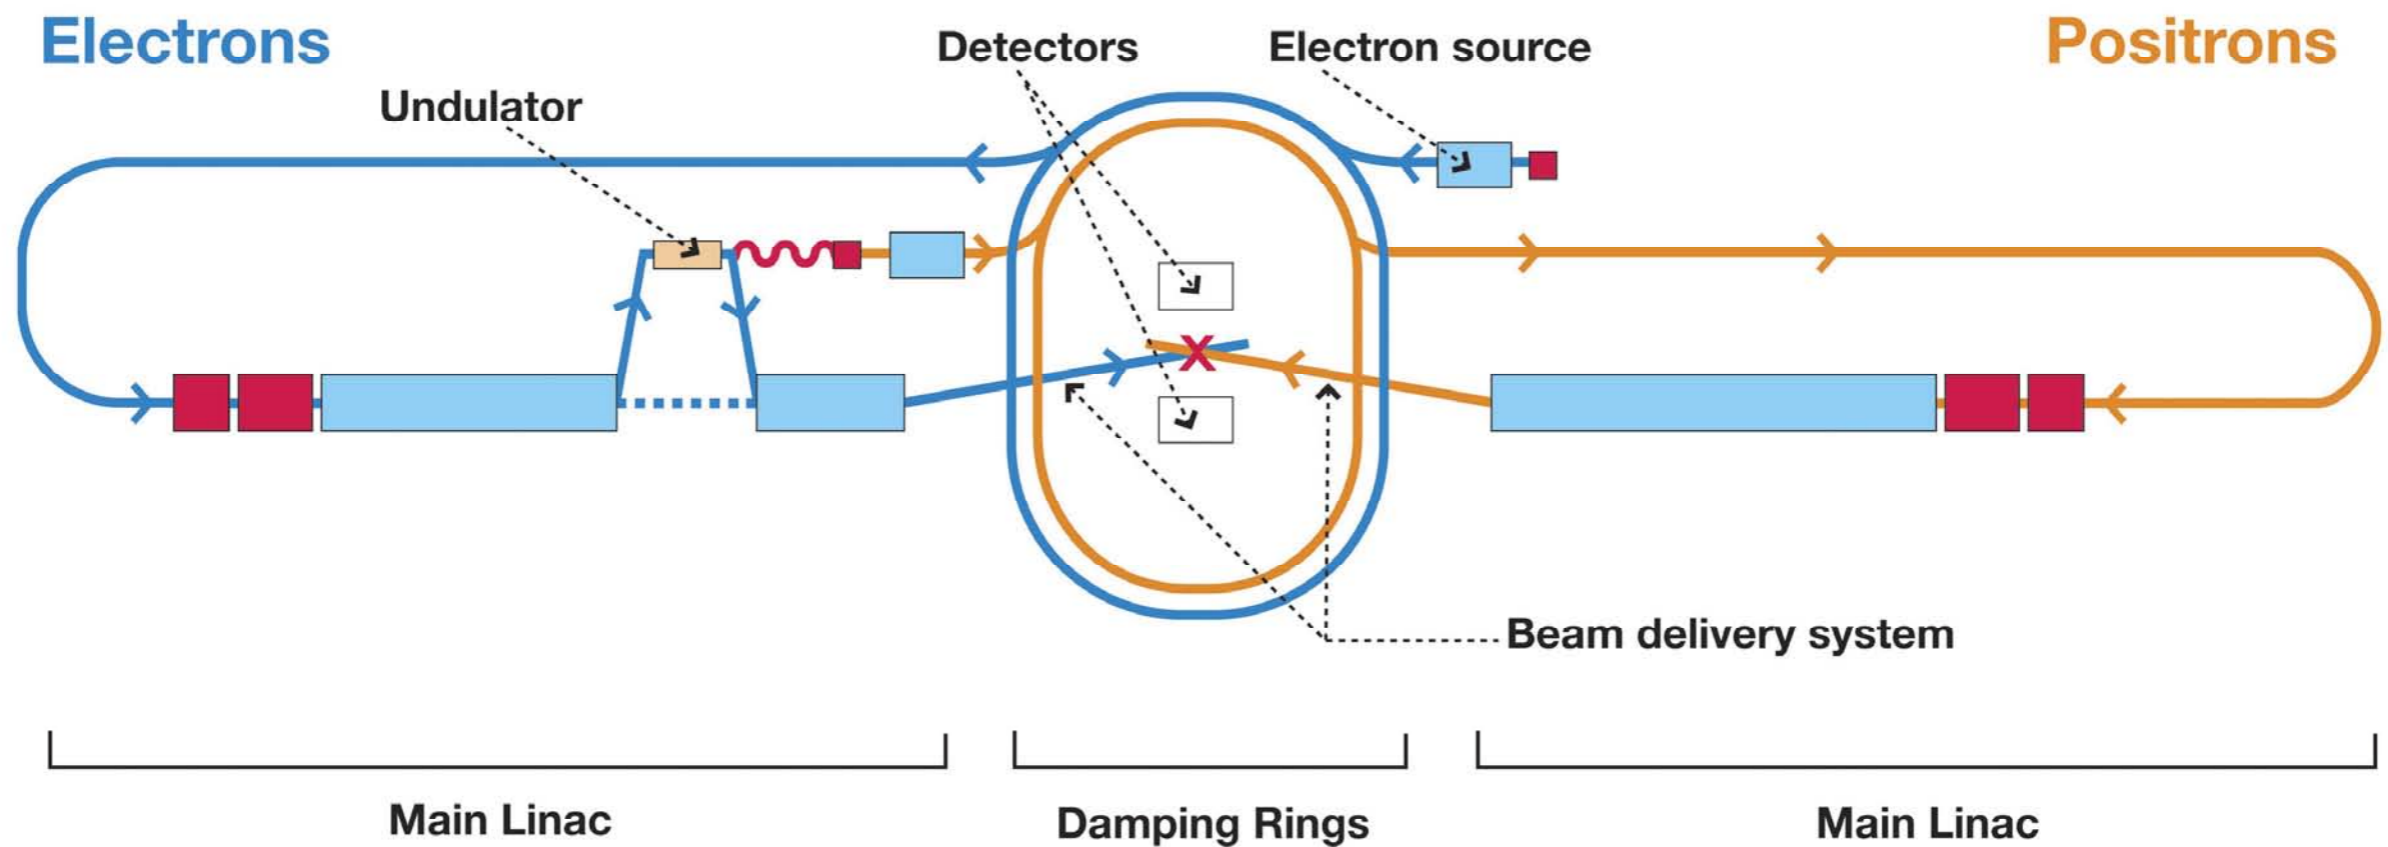 Electrons
Detectors
Electron source
Positrons
Undulator
X
Beam delivery system
Main Linac
Damping Rings
Main Linac